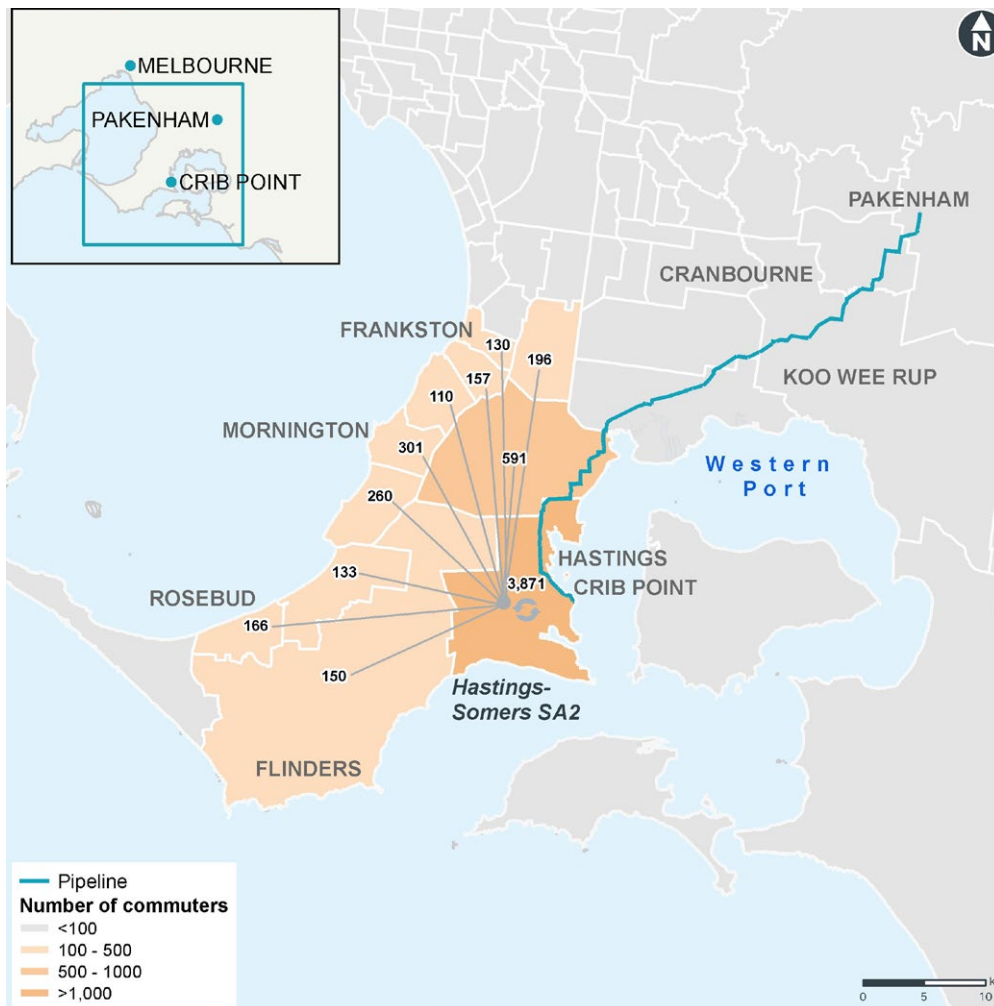 MELBOURNE
PAKENHAM
CRIB POINT
N
PAKENHAM
CRANBOURNE
FRANKSTON
130
196
157
KOO WEE RUP
110
MORNINGTON
301
591
Western
Port
260
HASTINGS
133
3,871
CRIB POINT
ROSEBUD
166
150
Hastings-
Somers SA2
FLINDERS
Pipeline
Number of commuters
<100
100 - 500
500 - 1000
>1,000
0 5 10